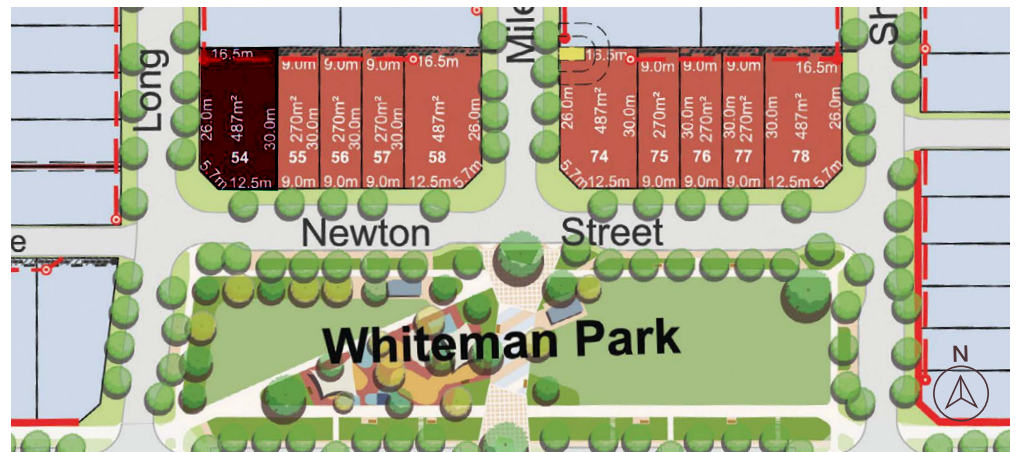 Long
Mile
Sh
16.5m
9.0m
9.0m
9.0m
16.5m
26.0m
487m²
30.0m
270m²
30.0m
270m²
30.0m
270m²
30.0m
487m²
26.0m
54
55
56
57
58
5.7m
12.5m
9.0m
9.0m
9.0m
12.5m
5.7m
16.5m
9.0m
9.0m
9.0m
16.5m
26.0m
487m²
30.0m
270m²
30.0m
270m²
30.0m
270m²
30.0m
487m²
26.0m
74
75
76
77
78
5.7m
12.5m
9.0m
9.0m
9.0m
12.5m
5.7m
e
Newton Street
Whiteman Park
N